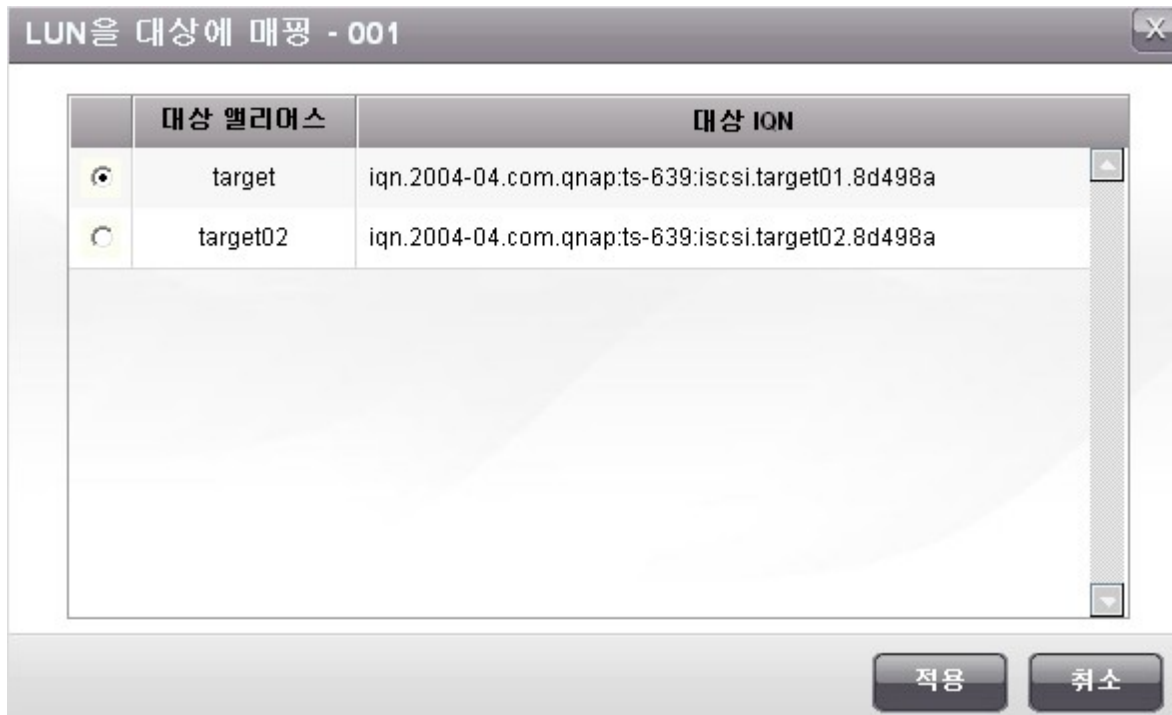 LUN을 대상에 매핑 - 001
X
대상 앨리어스 대상 IQN
target iqn.2004-04.com.qnap:ts-639:iscsi.target01.8d498a
target02 iqn.2004-04.com.qnap:ts-639:iscsi.target02.8d498a
적용 취소